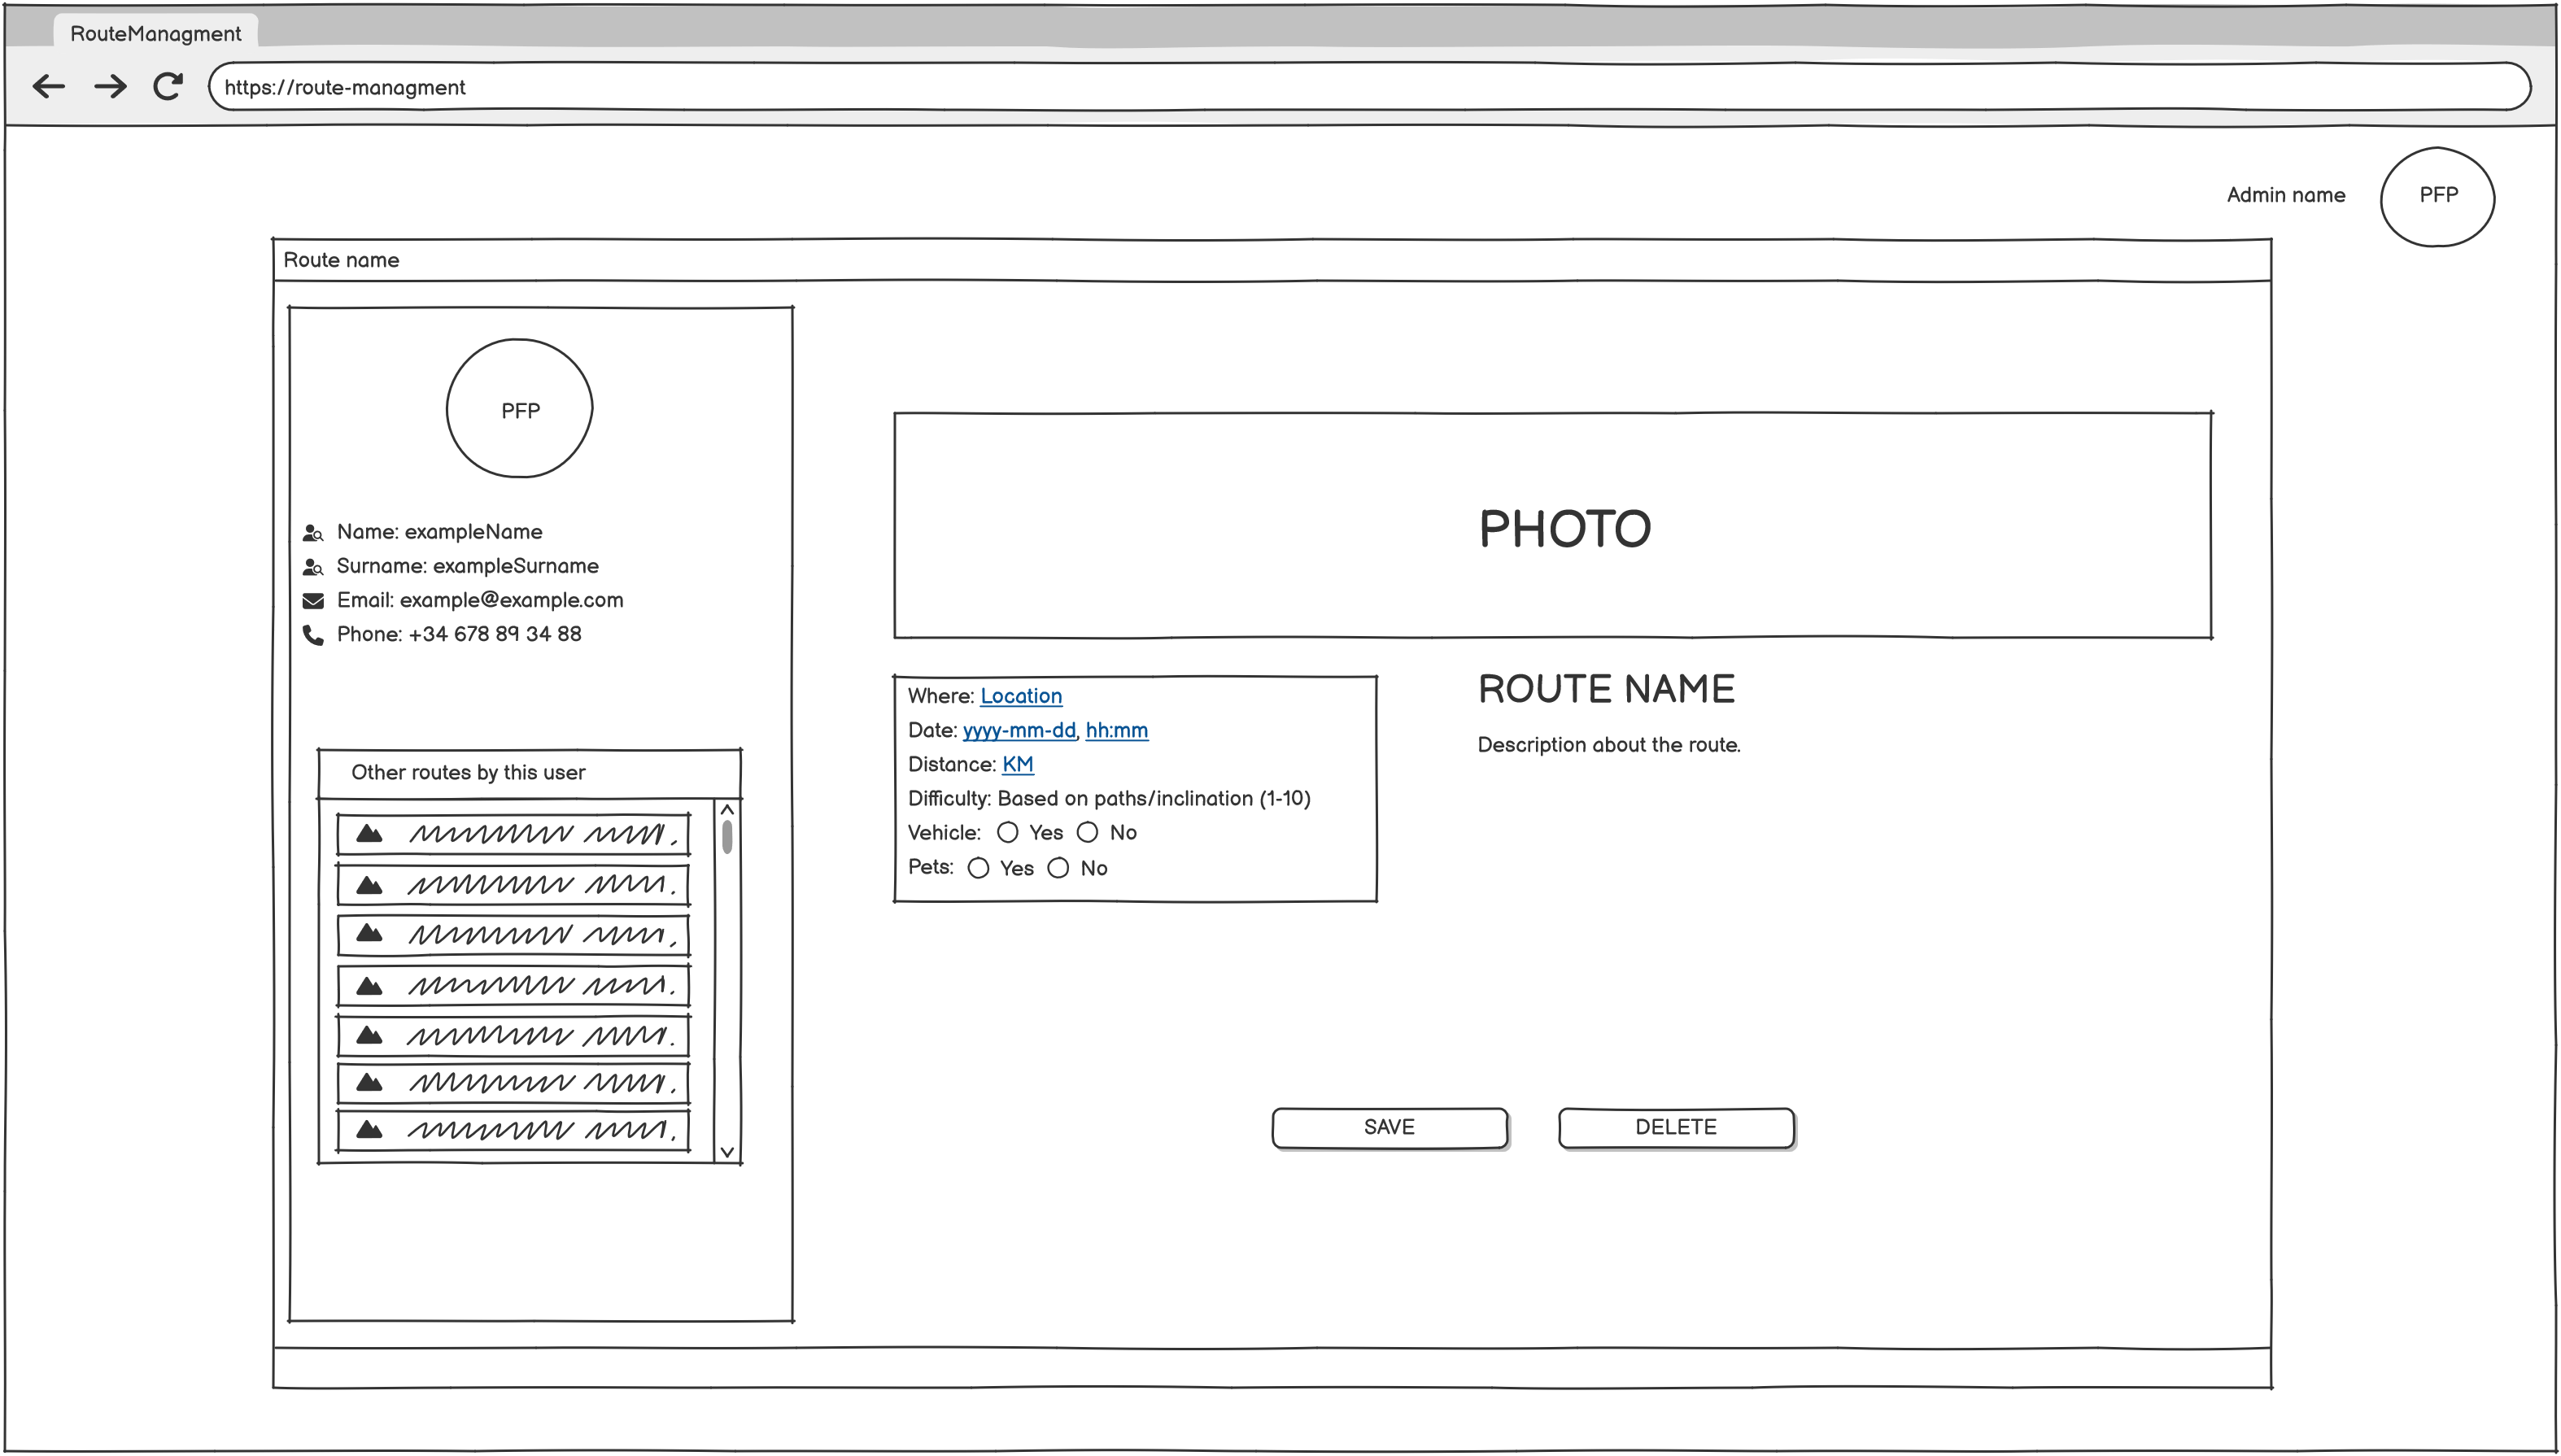 RouteManagment
https://route-managment
Admin name
PFP
Route name
PFP
Name: exampleName
Surname: exampleSurname
Email: example@example.com
Phone: +34 678 89 34 88
Other routes by this user
PHOTO
Where: Location
Date: yyyy-mm-dd, hh:mm
Distance: KM
Difficulty: Based on paths/inclination (1-10)
Vehicle: Yes No
Pets: Yes No
ROUTE NAME
Description about the route.
SAVE
DELETE